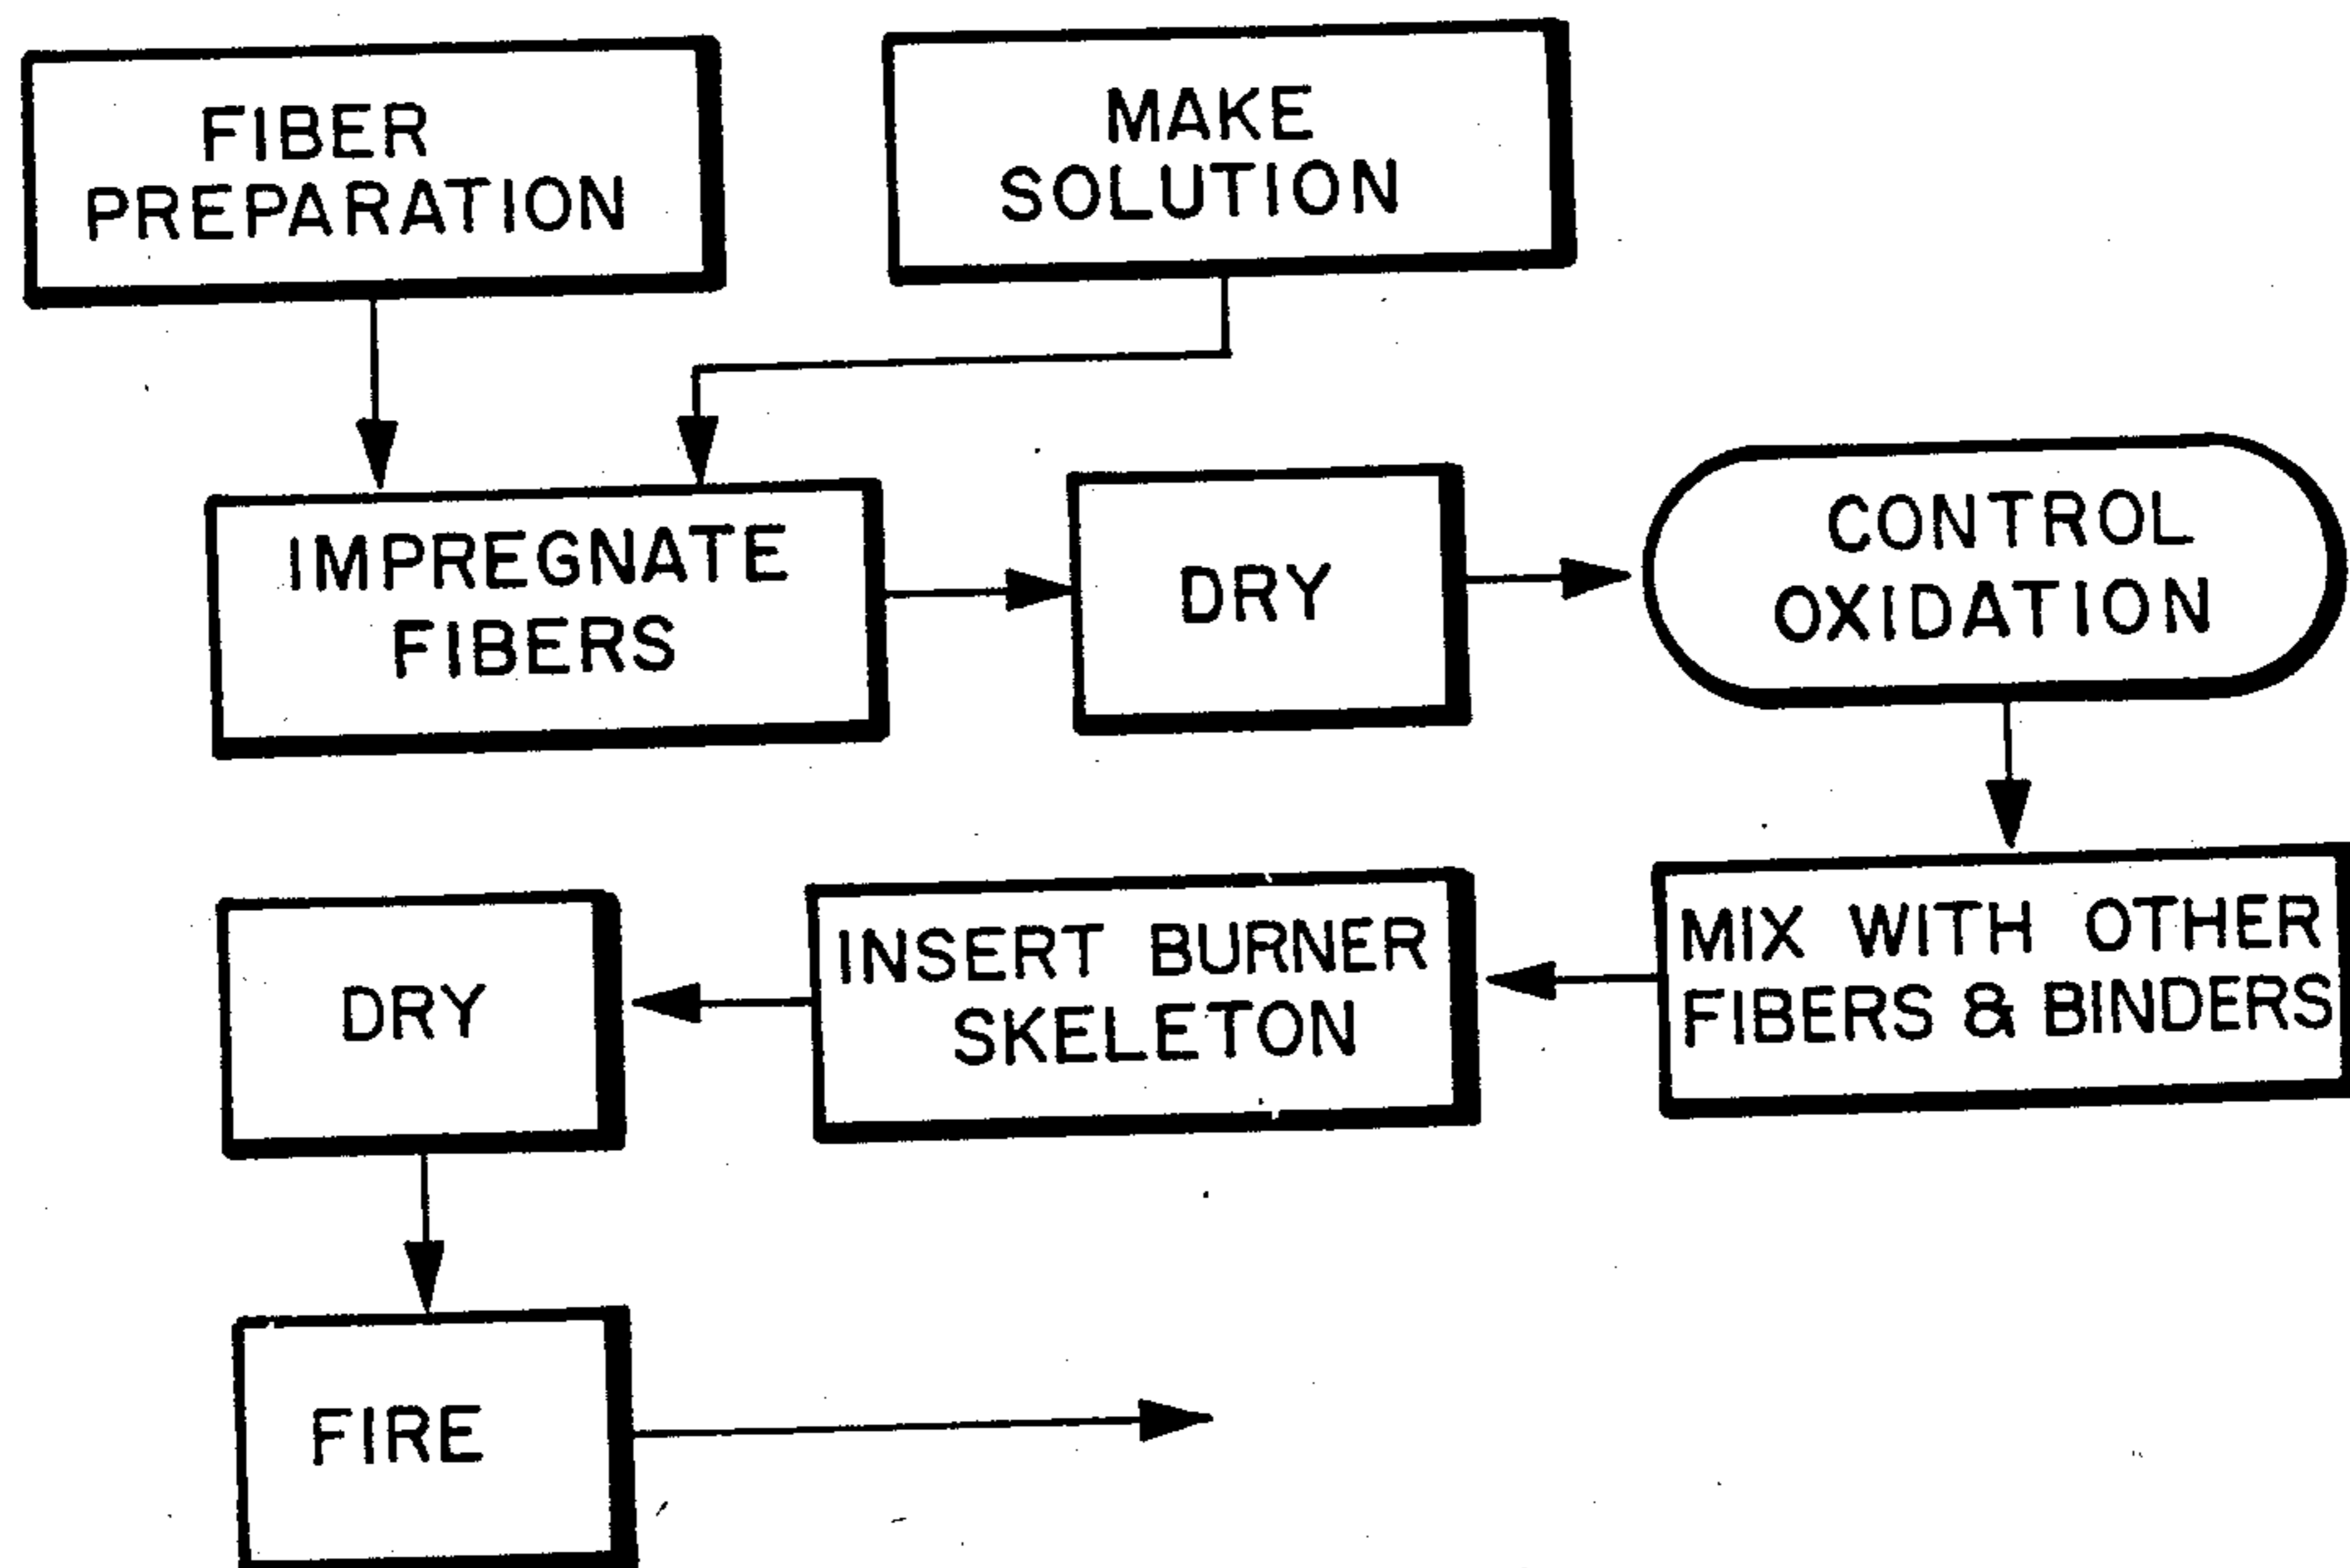 FIBER
PREPARATION
MAKE
SOLUTION
IMPREGNATE
FIBERS
DRY
CONTROL
OXIDATION
MIX WITH OTHER
FIBERS & BINDERS
INSERT BURNER
SKELETON
DRY
FIRE